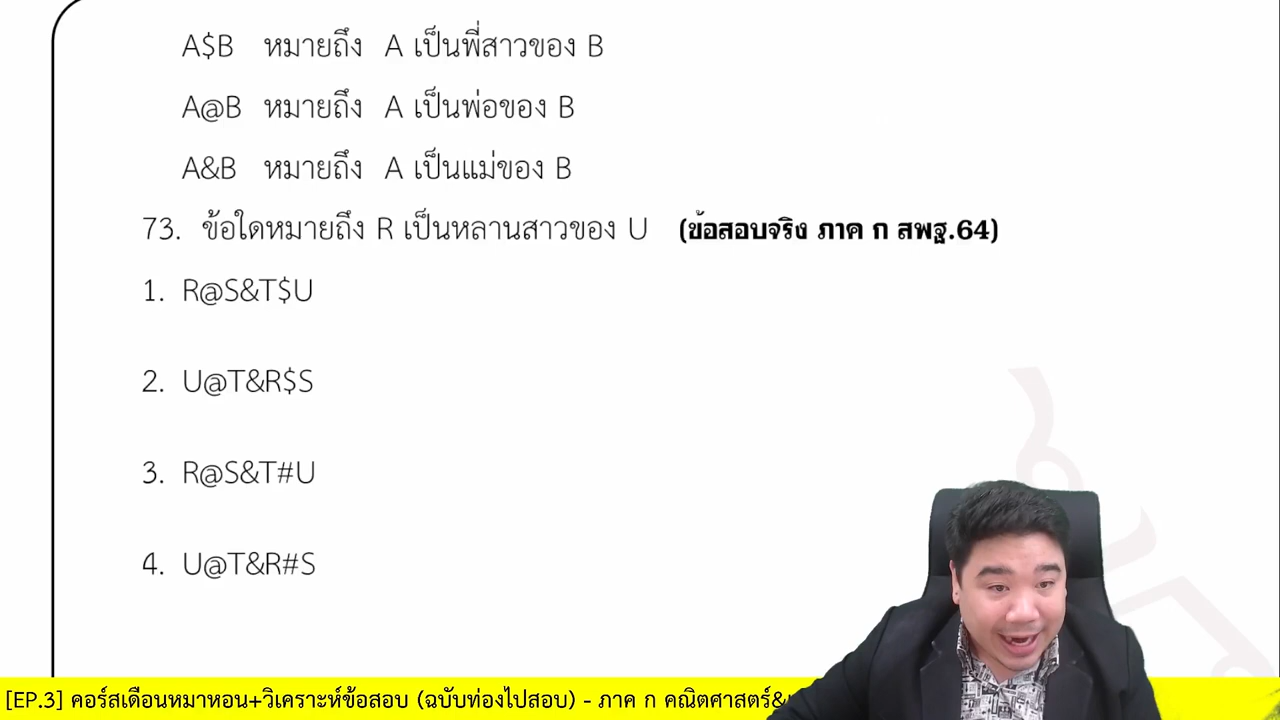 A$B หมายถึง A เป็นพี่สาวของ B
A@B หมายถึง A เป็นพ่อของ B
A&B หมายถึง A เป็นแม่ของ B
73. ข้อใดหมายถึง R เป็นหลานสาวของ U (ข้อสอบจริง ภาค ก สพฐ.64)
1. R@S&T$U
2. U@T&R$S
3. R@S&T#U
4. U@T&R#S
[EP.3] คอร์สเดือนหมาหอน+วิเคราะห์ข้อสอบ (ฉบับท่องไปสอบ) - ภาค ก คณิตศาสตร์&